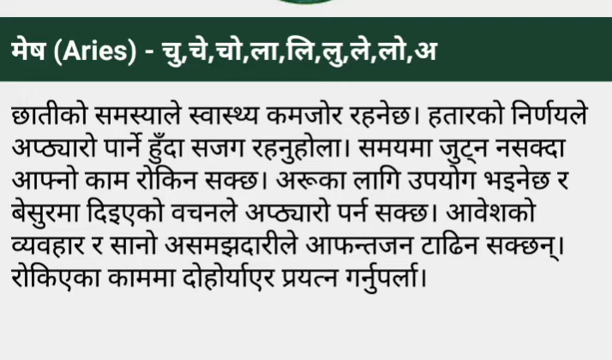 मेष (Aries) - चु,चे,चो,ला,लि,लु,ले,लो,अ
छातीको समस्याले स्वास्थ्य कमजोर रहनेछ। हतारको निर्णयले
अप्ठ्यारो पार्ने हुँदा सजग रहनुहोला। समयमा जुट्न नसक्दा
आफ्नो काम रोकिन सक्छ। अरूका लागि उपयोग भइनेछ र
बेसुरमा दिइएको वचनले अप्ठ्यारो पर्न सक्छ। आवेशको
व्यवहार र सानो असमझदारीले आफन्तजन टाढिन सक्छन्।
रोकिएका काममा दोहोर्याएर प्रयत्न गर्नुपर्ला।